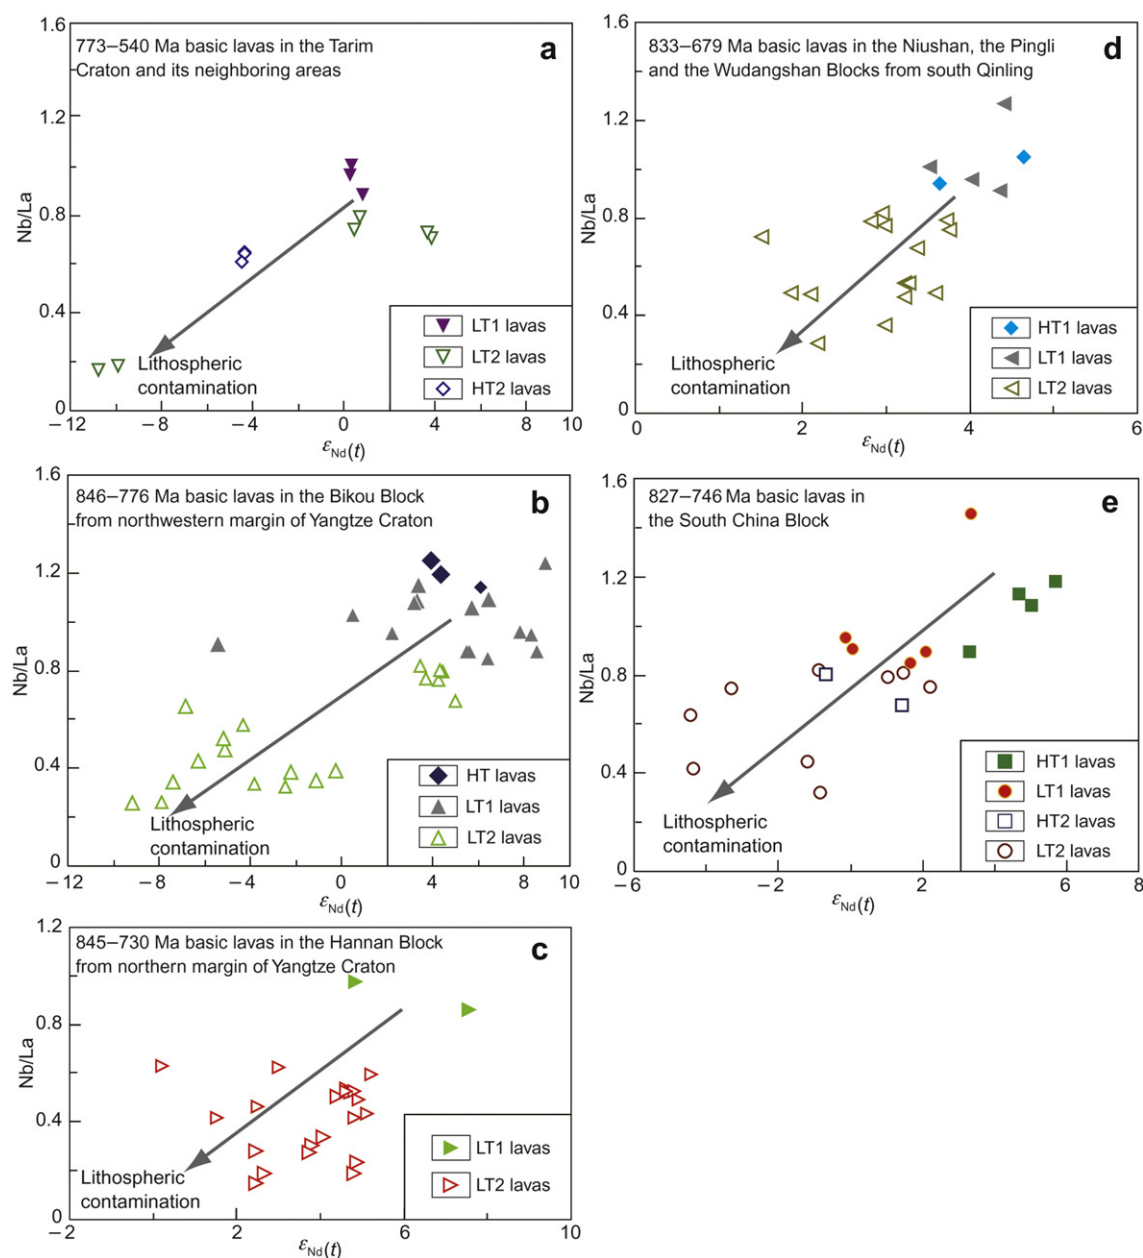 773–540 Ma basic lavas in the Tarim
Craton and its neighboring areas
a
1.6
1.2
0.8
0.4
0
Nb/La
Lithospheric
contamination
LT1 lavas
LT2 lavas
HT2 lavas
−12
−8
−4
0
4
8
10
εNd(t)
846–776 Ma basic lavas in the Bikou Block
from northwestern margin of Yangtze Craton
b
1.6
1.2
0.8
0.4
0
Nb/La
Lithospheric
contamination
HT lavas
LT1 lavas
LT2 lavas
−12
−8
−4
0
4
8
10
εNd(t)
845–730 Ma basic lavas in the Hannan Block
from northern margin of Yangtze Craton
c
1.2
0.8
0.4
0
Nb/La
Lithospheric
contamination
LT1 lavas
LT2 lavas
−2
2
6
10
εNd(t)
833–679 Ma basic lavas in the Niushan, the Pingli
and the Wudangshan Blocks from south Qinling
d
1.6
1.2
0.8
0.4
0
Nb/La
Lithospheric
contamination
HT1 lavas
LT1 lavas
LT2 lavas
0
2
4
6
εNd(t)
827–746 Ma basic lavas in
the South China Block
e
1.6
1.2
0.8
0.4
0
Nb/La
Lithospheric
contamination
HT1 lavas
LT1 lavas
HT2 lavas
LT2 lavas
−6
−2
2
6
8
εNd(t)